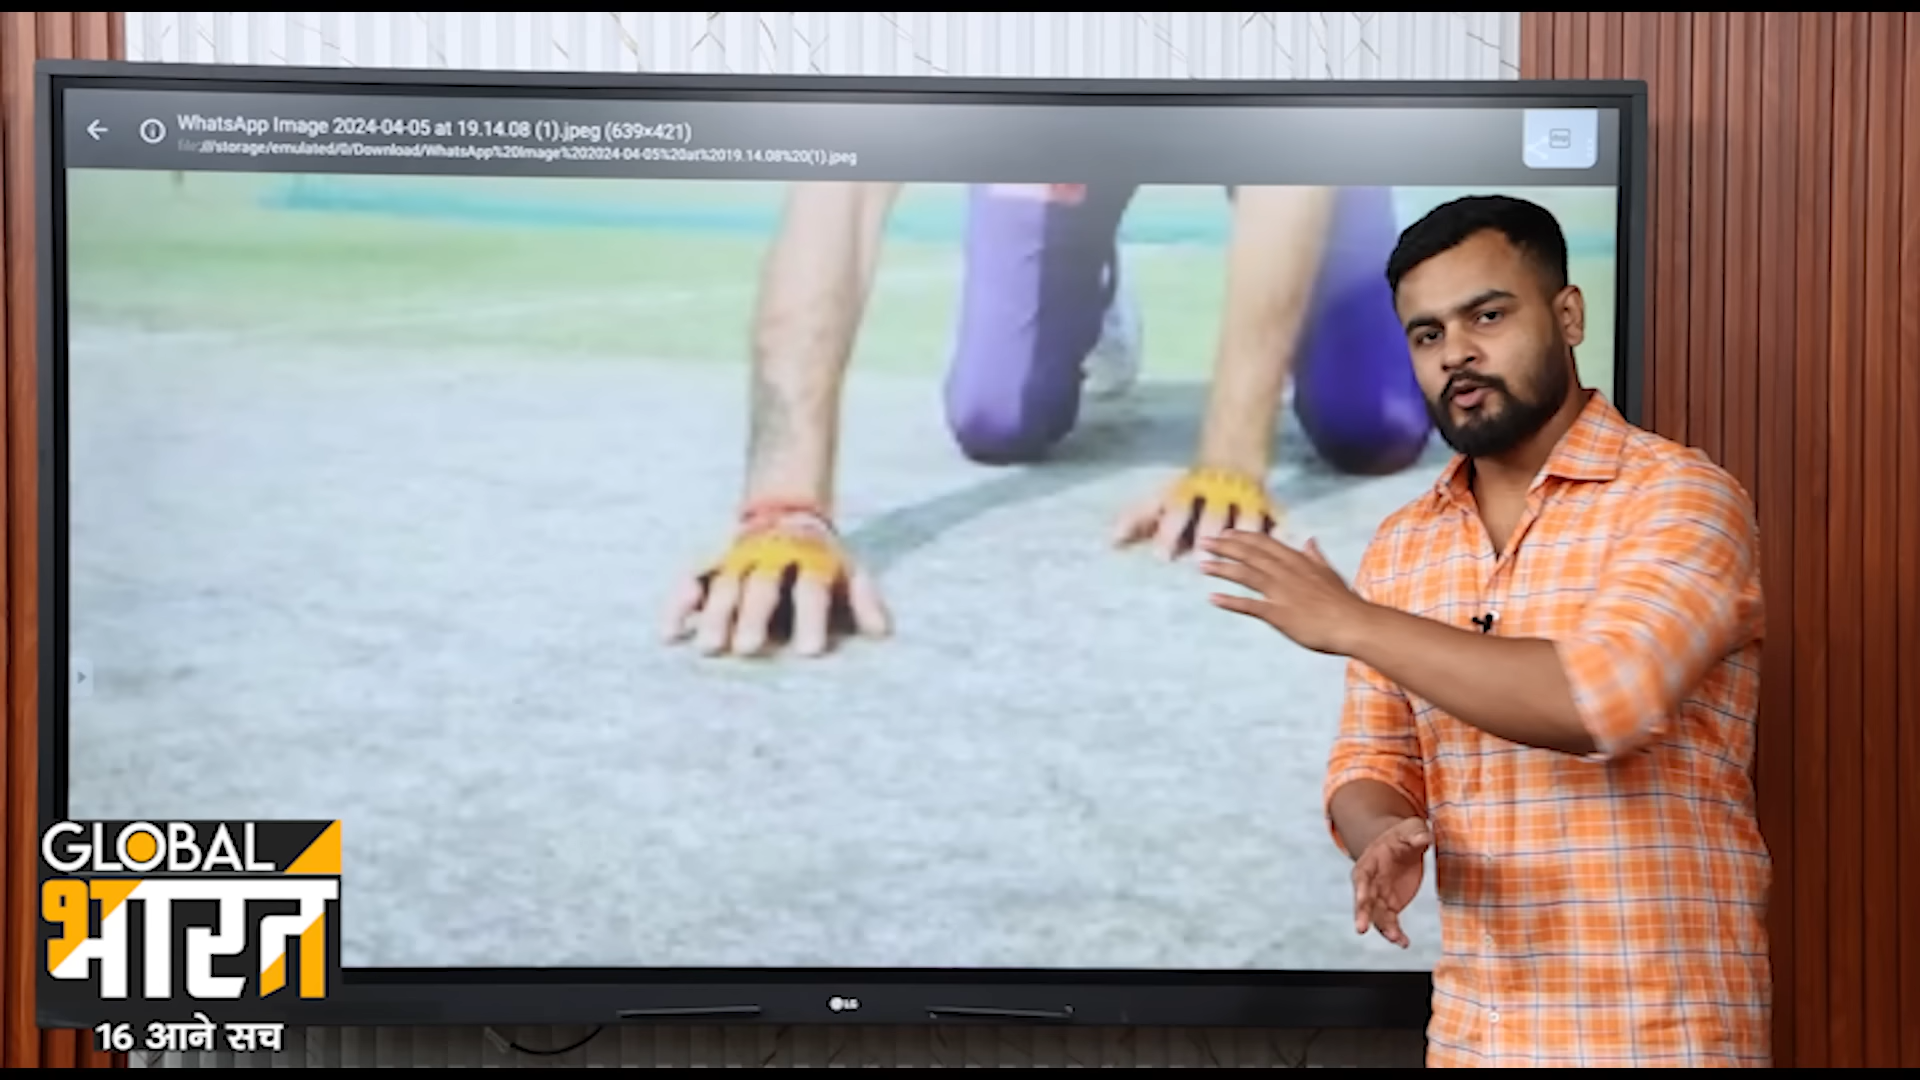 WhatsApp Image 2024-04-05 at 19.14.08 (1).jpeg (639×421)
file:///storage/emulated/0/Download/WhatsApp%20Image%202024-04-05%20at%2019.14.08%20(1).jpeg
LG
GLOBAL
भारत
16 आने सच